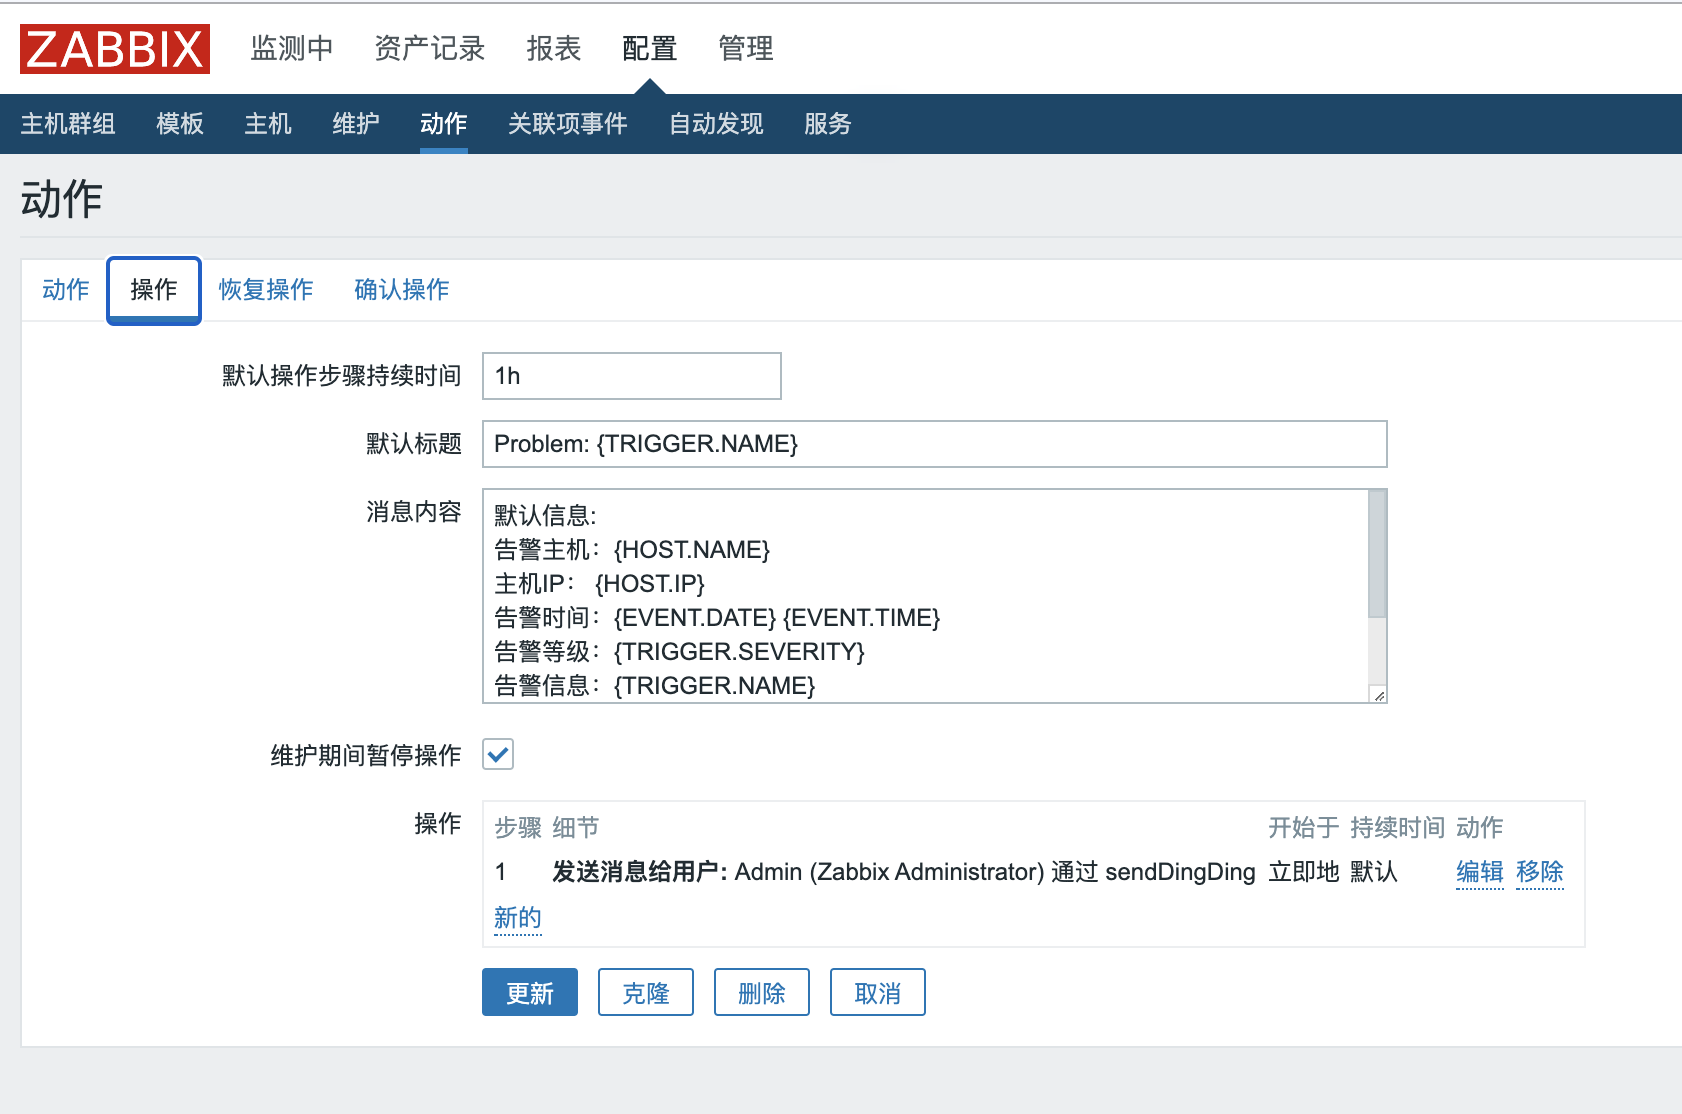 ZABBIX 监测中 资产记录 报表 配置 管理
主机群组 模板 主机 维护 动作 关联项事件 自动发现 服务
动作
动作 操作 恢复操作 确认操作
默认操作步骤持续时间 1h
默认标题 Problem: {TRIGGER.NAME}
消息内容 默认信息:
告警主机：{HOST.NAME}
主机IP： {HOST.IP}
告警时间：{EVENT.DATE} {EVENT.TIME}
告警等级：{TRIGGER.SEVERITY}
告警信息：{TRIGGER.NAME}
维护期间暂停操作
操作 步骤 细节 开始于 持续时间 动作
1 发送消息给用户: Admin (Zabbix Administrator) 通过 sendDingDing 立即地 默认 编辑 移除
新的
更新 克隆 删除 取消